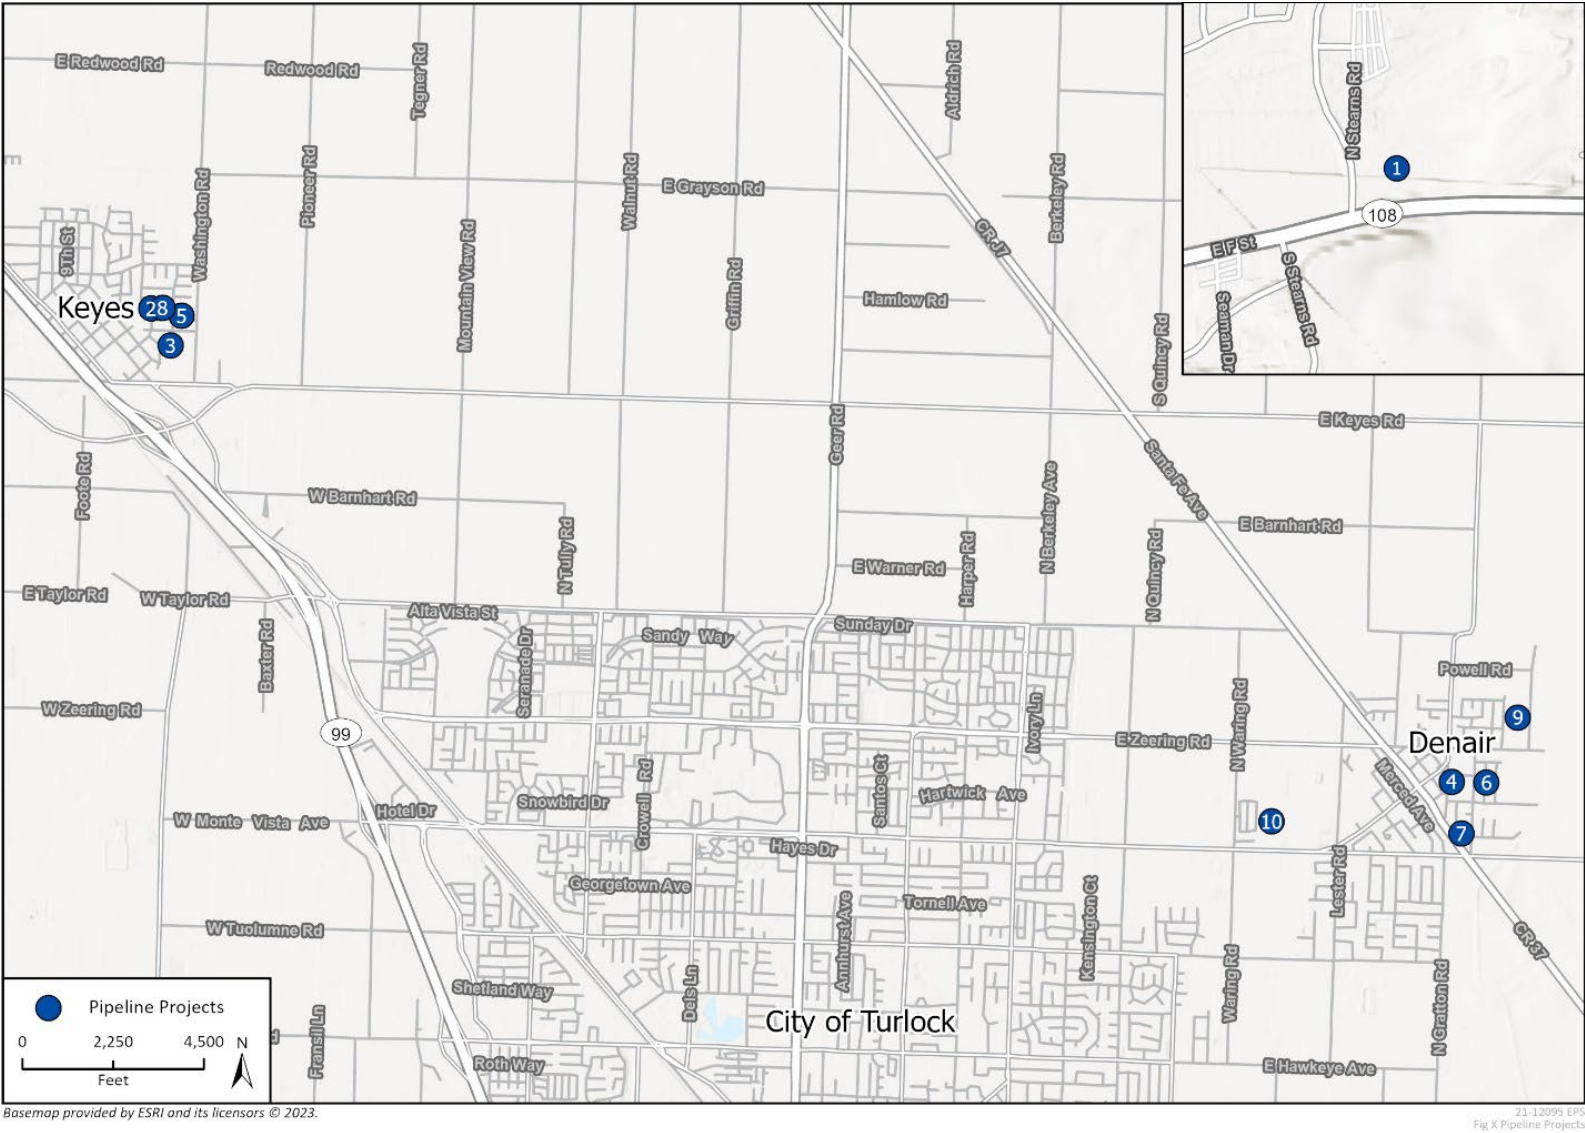 E Redwood Rd
Redwood Rd
Tegner Rd
Aldrich Rd
N Stearns Rd
1
108
E F St
S Stearns Rd
Seaman Dr
Washington Rd
Pioneer Rd
Walnut Rd
E Grayson Rd
Berkeley Rd
9Th St
Mountain View Rd
CR J7
Griffin Rd
Hamlow Rd
Keyes
28
5
3
S Quincy Rd
E Keyes Rd
Geer Rd
Foote Rd
W Barnhart Rd
N Tully Rd
N Berkeley Ave
Santa Fe Ave
E Barnhart Rd
E Warner Rd
Harper Rd
N Quincy Rd
E Taylor Rd
W Taylor Rd
Alta Vista St
Sandy Way
Sunday Dr
Baxter Rd
Seranade Dr
Powell Rd
W Zeering Rd
99
Ivory Ln
N Waring Rd
E Zeering Rd
9
Denair
4
6
7
10
Merced Ave
Santos Ct
Hartwick Ave
Crowell Rd
Snowbird Dr
Hotel Dr
W Monte Vista Ave
Hayes Dr
Georgetown Ave
Tornell Ave
Lester Rd
Kensington Ct
Annhurst Ave
W Tuolumne Rd
CR 37
Shetland Way
Dels Ln
Waring Rd
N Gratton Rd
City of Turlock
Roth Way
Fransil Ln
E Hawkeye Ave
Pipeline Projects
0 2,250 4,500 N
Feet
Basemap provided by ESRI and its licensors © 2023.
21-12095 EPS
Fig X Pipeline Projects